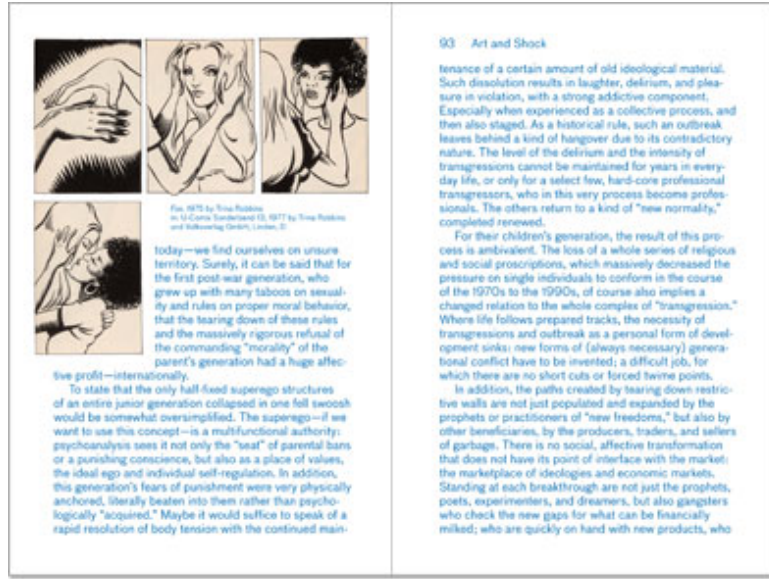 Fox, 1975 by Trina Robbins
in: U-Comix Sonderband 13, 1977 by Trina Robbins
und Volksverlag GmbH, Linden, D
today—we find ourselves on unsure
territory. Surely, it can be said that for
the first post-war generation, who
grew up with many taboos on sexual-
ity and rules on proper moral behavior,
that the tearing down of these rules
and the massively rigorous refusal of
the commanding "morality" of the
parent's generation had a huge affec-
tive profit—internationally.
To state that the only half-fixed superego structures
of an entire junior generation collapsed in one fell swoosh
would be somewhat oversimplified. The superego—if we
want to use this concept—is a multifunctional authority:
psychoanalysis sees it not only the "seat" of parental bans
or a punishing conscience, but also as a place of values,
the ideal ego and individual self-regulation. In addition,
this generation's fears of punishment were very physically
anchored, literally beaten into them rather than psycho-
logically "acquired." Maybe it would suffice to speak of a
rapid resolution of body tension with the continued main-
93 Art and Shock
tenance of a certain amount of old ideological material.
Such dissolution results in laughter, delirium, and plea-
sure in violation, with a strong addictive component.
Especially when experienced as a collective process, and
then also staged. As a historical rule, such an outbreak
leaves behind a kind of hangover due to its contradictory
nature. The level of the delirium and the intensity of
transgressions cannot be maintained for years in every-
day life, or only for a select few, hard-core professional
transgressors, who in this very process become profes-
sionals. The others return to a kind of "new normality,"
completed renewed.
For their children's generation, the result of this pro-
cess is ambivalent. The loss of a whole series of religious
and social proscriptions, which massively decreased the
pressure on single individuals to conform in the course
of the 1970s to the 1990s, of course also implies a
changed relation to the whole complex of "transgression."
Where life follows prepared tracks, the necessity of
transgressions and outbreak as a personal form of devel-
opment sinks: new forms of (always necessary) genera-
tional conflict have to be invented; a difficult job, for
which there are no short cuts or forced twime points.
In addition, the paths created by tearing down restric-
tive walls are not just populated and expanded by the
prophets or practitioners of "new freedoms," but also by
other beneficiaries, by the producers, traders, and sellers
of garbage. There is no social, affective transformation
that does not have its point of interface with the market:
the marketplace of ideologies and economic markets.
Standing at each breakthrough are not just the prophets,
poets, experimenters, and dreamers, but also gangsters
who check the new gaps for what can be financially
milked; who are quickly on hand with new products, who